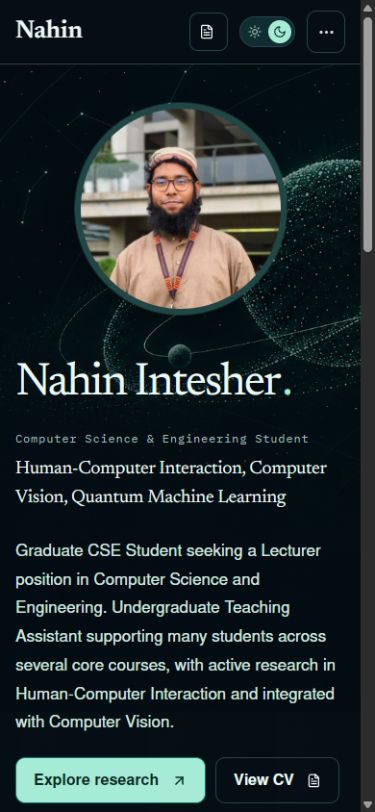 Nahin
Nahin Intesher.
Computer Science & Engineering Student
Human-Computer Interaction, Computer
Vision, Quantum Machine Learning
Graduate CSE Student seeking a Lecturer
position in Computer Science and
Engineering. Undergraduate Teaching
Assistant supporting many students across
several core courses, with active research in
Human-Computer Interaction and integrated
with Computer Vision.
Explore research
View CV